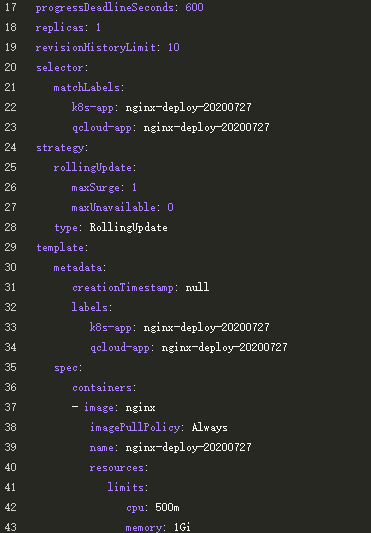 17 progressDeadlineSeconds: 600
18 replicas: 1
19 revisionHistoryLimit: 10
20 selector:
21 matchLabels:
22 k8s-app: nginx-deploy-20200727
23 qcloud-app: nginx-deploy-20200727
24 strategy:
25 rollingUpdate:
26 maxSurge: 1
27 maxUnavailable: 0
28 type: RollingUpdate
29 template:
30 metadata:
31 creationTimestamp: null
32 labels:
33 k8s-app: nginx-deploy-20200727
34 qcloud-app: nginx-deploy-20200727
35 spec:
36 containers:
37 - image: nginx
38 imagePullPolicy: Always
39 name: nginx-deploy-20200727
40 resources:
41 limits:
42 cpu: 500m
43 memory: 1Gi